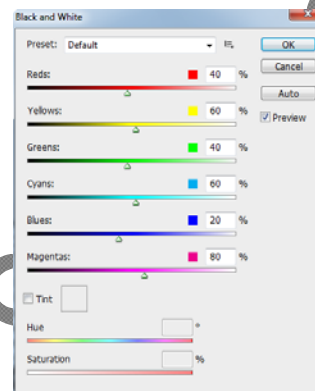 Black and White
Preset: Default
OK
Cancel
Auto
Preview
Reds: 40 %
Yellows: 60 %
Greens: 40 %
Cyans: 60 %
Blues: 20 %
Magentas: 80 %
Tint
Hue °
Saturation %